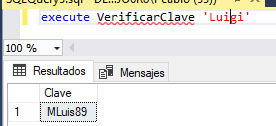 execute VerificarClave 'Luigi'
100 %
Resultados Mensajes
Clave
1 MLuis89